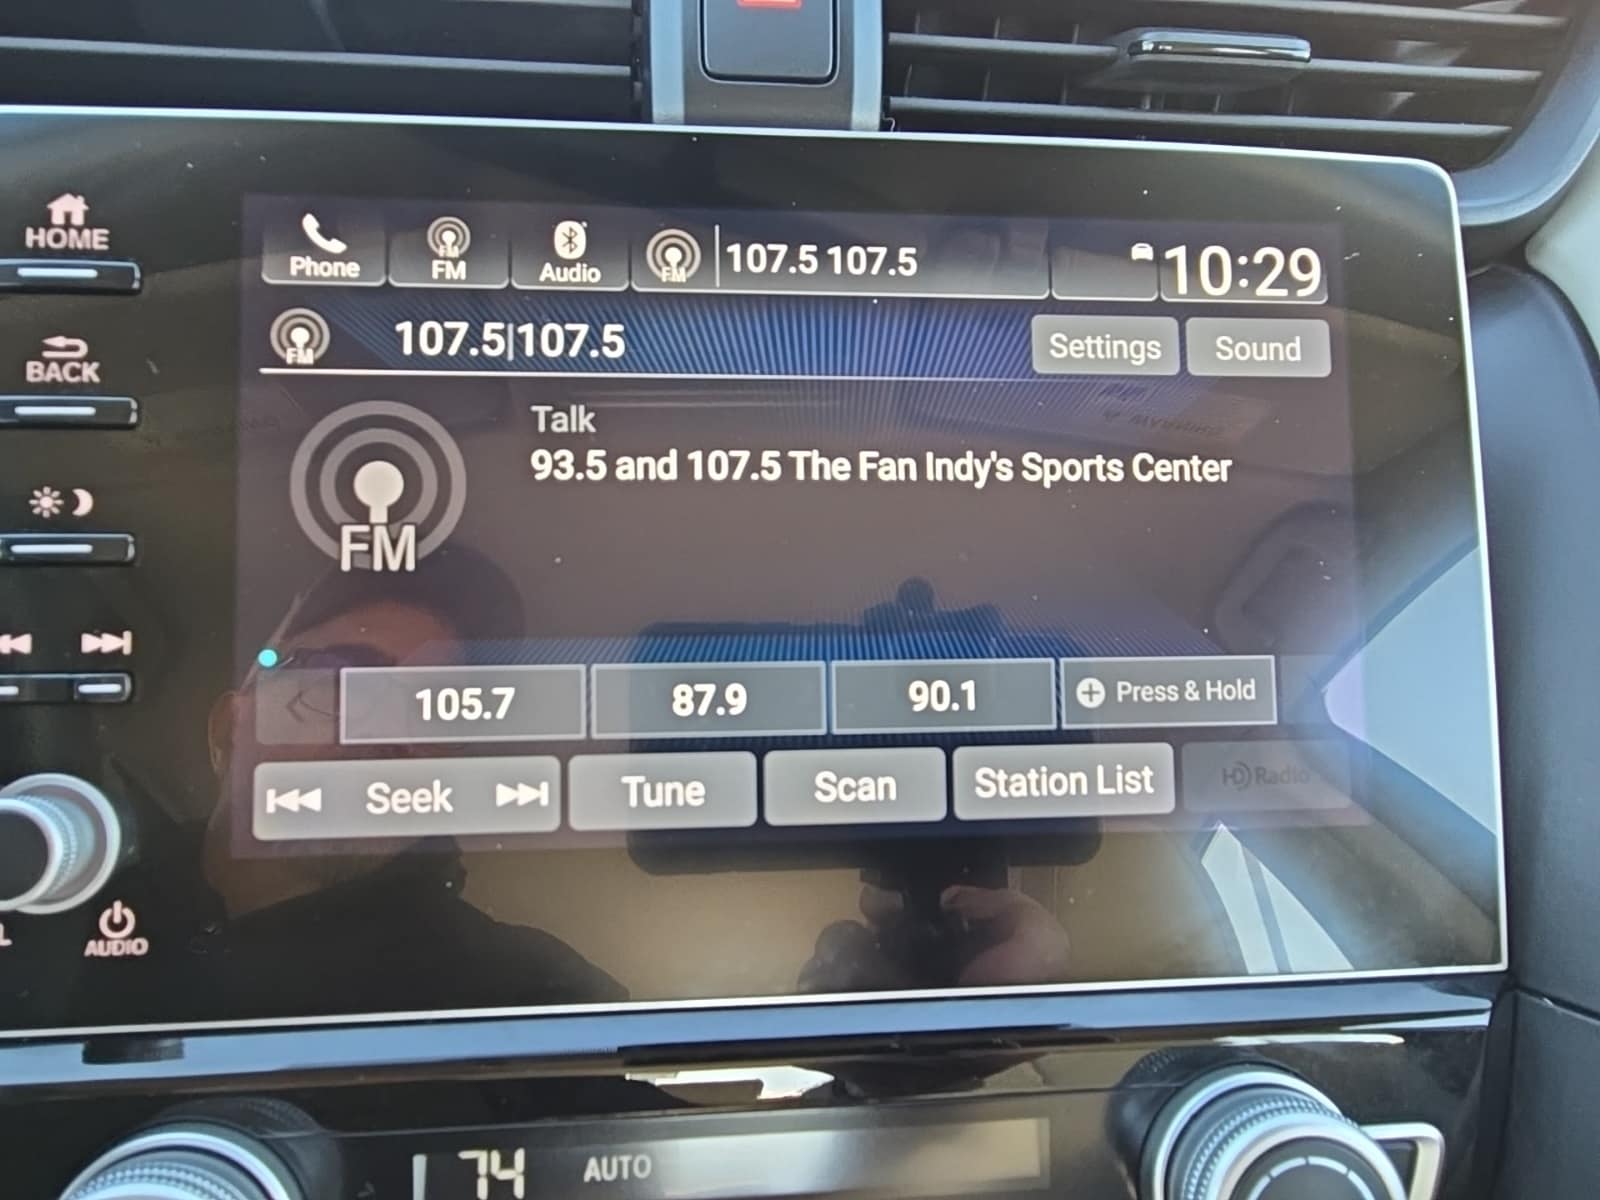 HOME
BACK
AUDIO
Phone
FM
Audio
FM
107.5 107.5
10:29
FM
107.5|107.5
Settings
Sound
FM
Talk
93.5 and 107.5 The Fan Indy's Sports Center
105.7
87.9
90.1
Press & Hold
Seek
Tune
Scan
Station List
HD Radio
74
AUTO